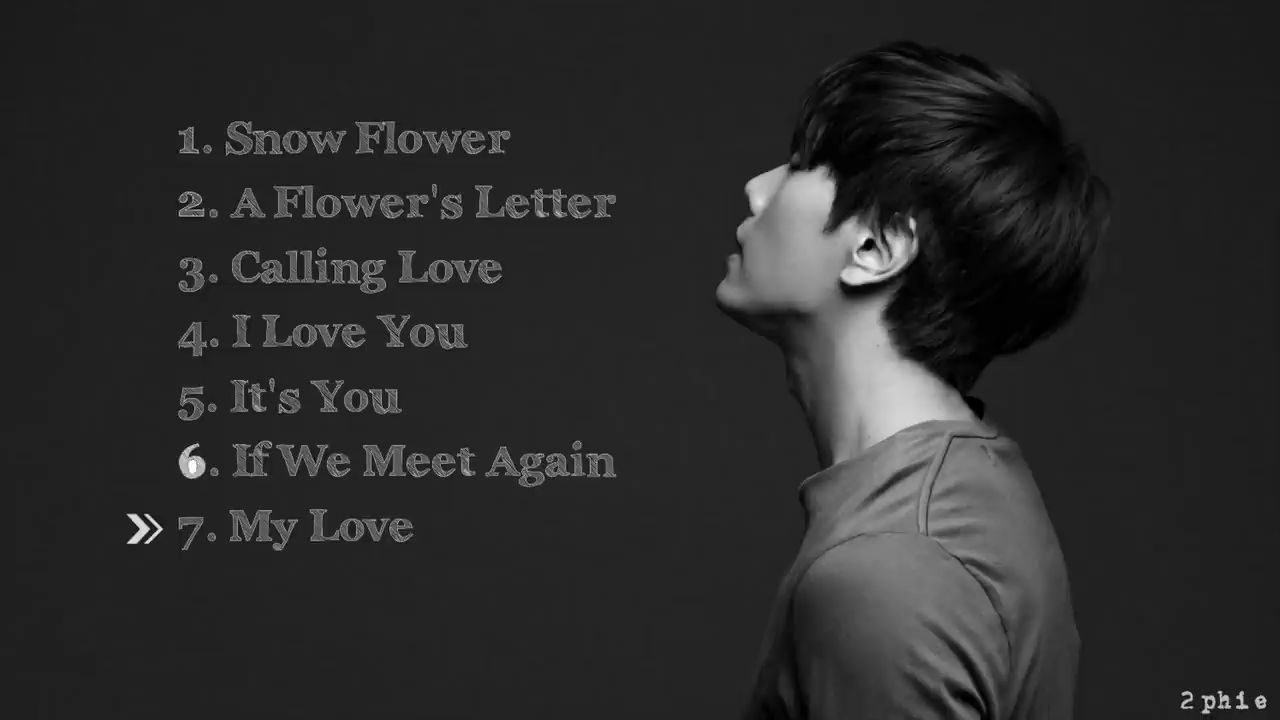 1. Snow Flower
2. A Flower's Letter
3. Calling Love
4. I Love You
5. It's You
6. If We Meet Again
7. My Love
2phie